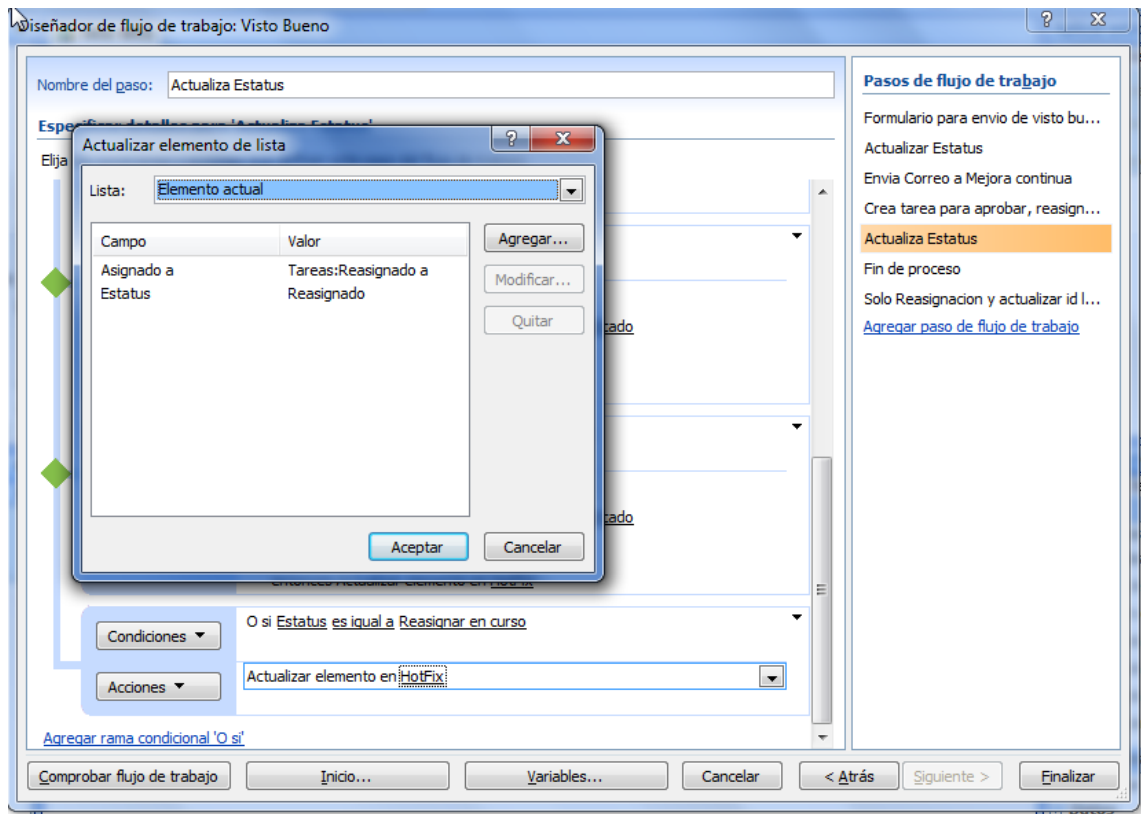 Diseñador de flujo de trabajo: Visto Bueno
Nombre del paso: Actualiza Estatus
Elija
Actualizar elemento de lista
Lista: Elemento actual
Campo Valor
Asignado a Tareas:Reasignado a
Estatus Reasignado
Agregar...
Modificar...
Quitar
Aceptar Cancelar
cado
cado
O si Estatus es igual a Reasignar en curso
Condiciones
Acciones
Actualizar elemento en HotFix
Agregar rama condicional 'O si'
Pasos de flujo de trabajo
Formulario para envio de visto bu...
Actualizar Estatus
Envia Correo a Mejora continua
Crea tarea para aprobar, reasign...
Actualiza Estatus
Fin de proceso
Solo Reasignacion y actualizar id l...
Agregar paso de flujo de trabajo
Comprobar flujo de trabajo Inicio... Variables... Cancelar < Atrás Siguiente > Finalizar